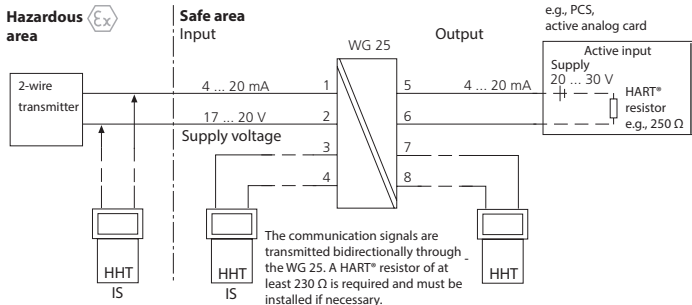 Hazardous
area
Ex
Safe area
Input
WG 25
Output
e.g., PCS,
active analog card
Active input
Supply
20 ... 30 V
HART®
resistor
e.g., 250 Ω
2-wire
transmitter
4 ... 20 mA
1
5
4 ... 20 mA
17 ... 20 V
2
6
Supply voltage
3
7
4
8
HHT
IS
HHT
IS
The communication signals are
transmitted bidirectionally through
the WG 25. A HART® resistor of at
least 230 Ω is required and must be
installed if necessary.
HHT